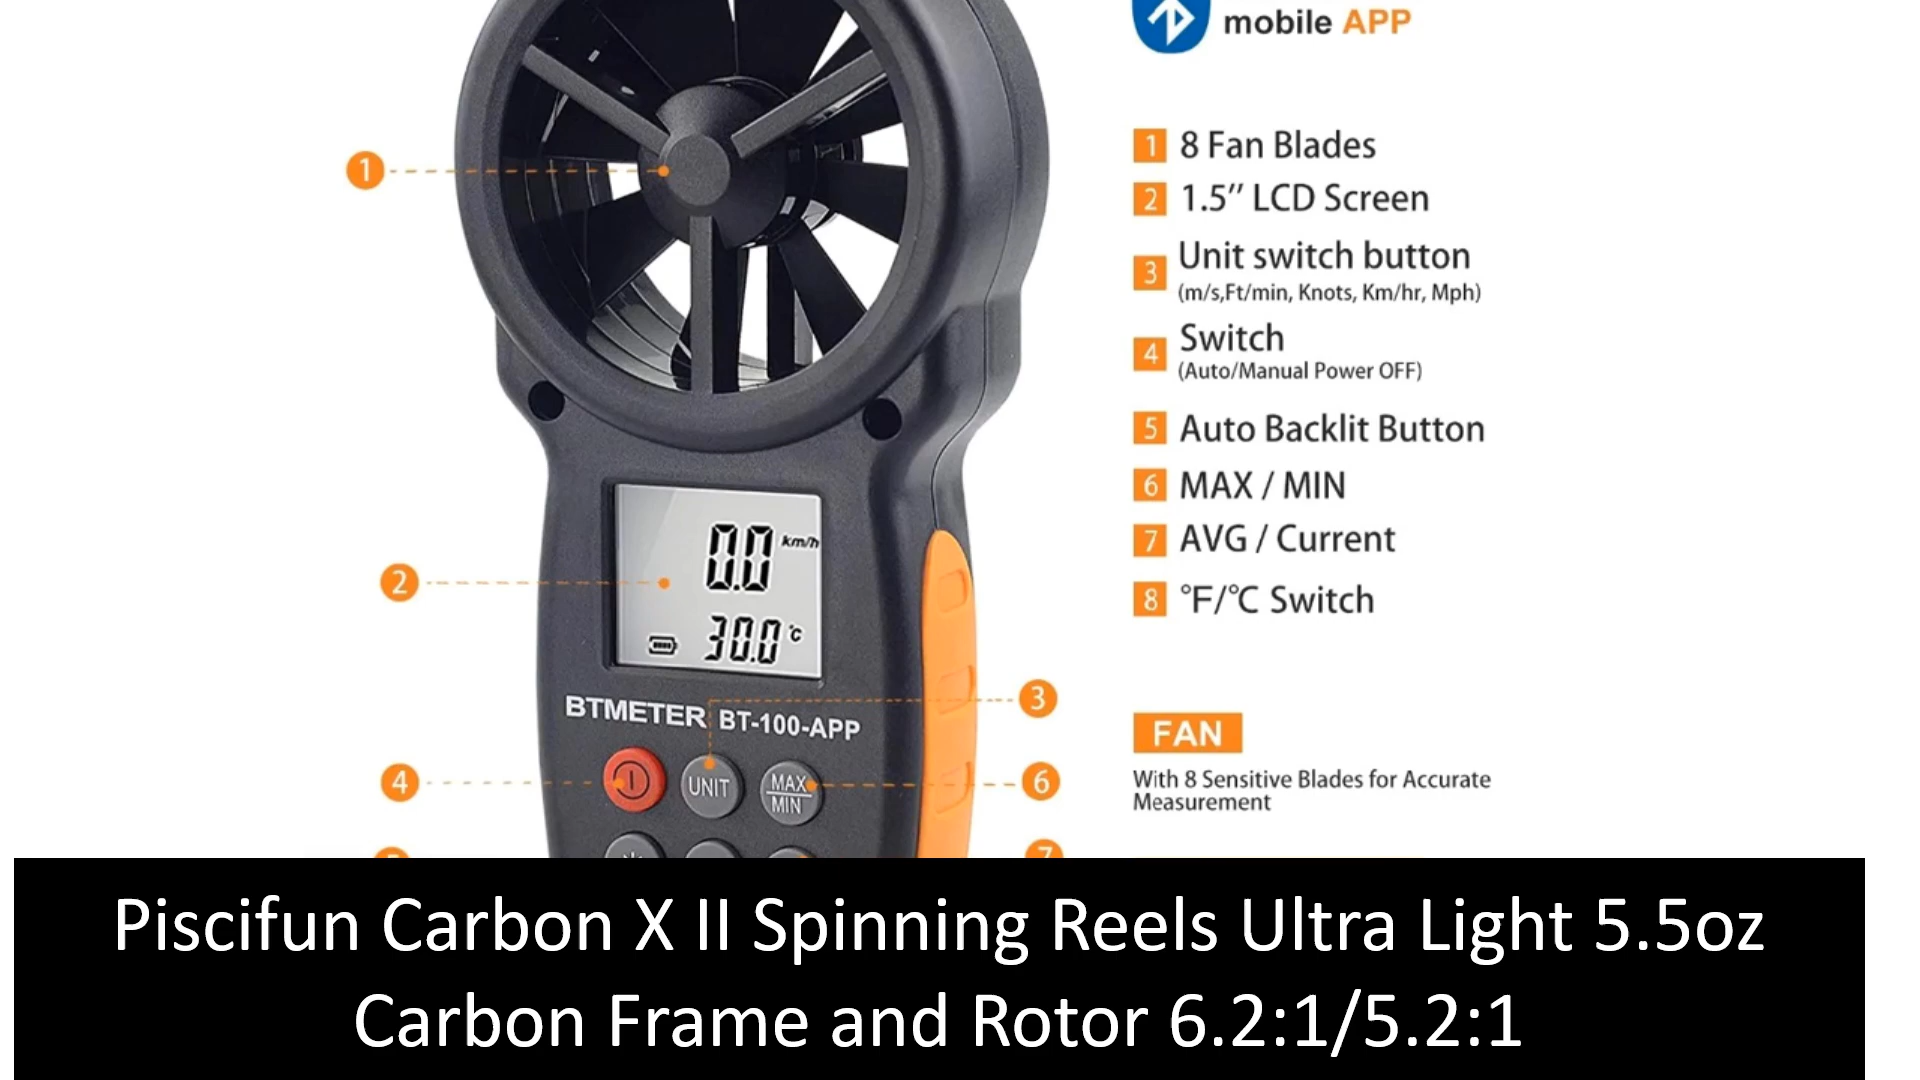 mobile APP
1 8 Fan Blades
1
2 1.5″ LCD Screen
3 Unit switch button
(m/s,Ft/min, Knots, Km/hr, Mph)
4 Switch
(Auto/Manual Power OFF)
5 Auto Backlit Button
6 MAX / MIN
7 AVG / Current
8 °F/°C Switch
0.0 km/h
2
30.0 °C
BTMETER BT-100-APP
3
FAN
With 8 Sensitive Blades for Accurate
Measurement
4
UNIT
MAX
MIN
6
Piscifun Carbon X II Spinning Reels Ultra Light 5.5oz
Carbon Frame and Rotor 6.2:1/5.2:1